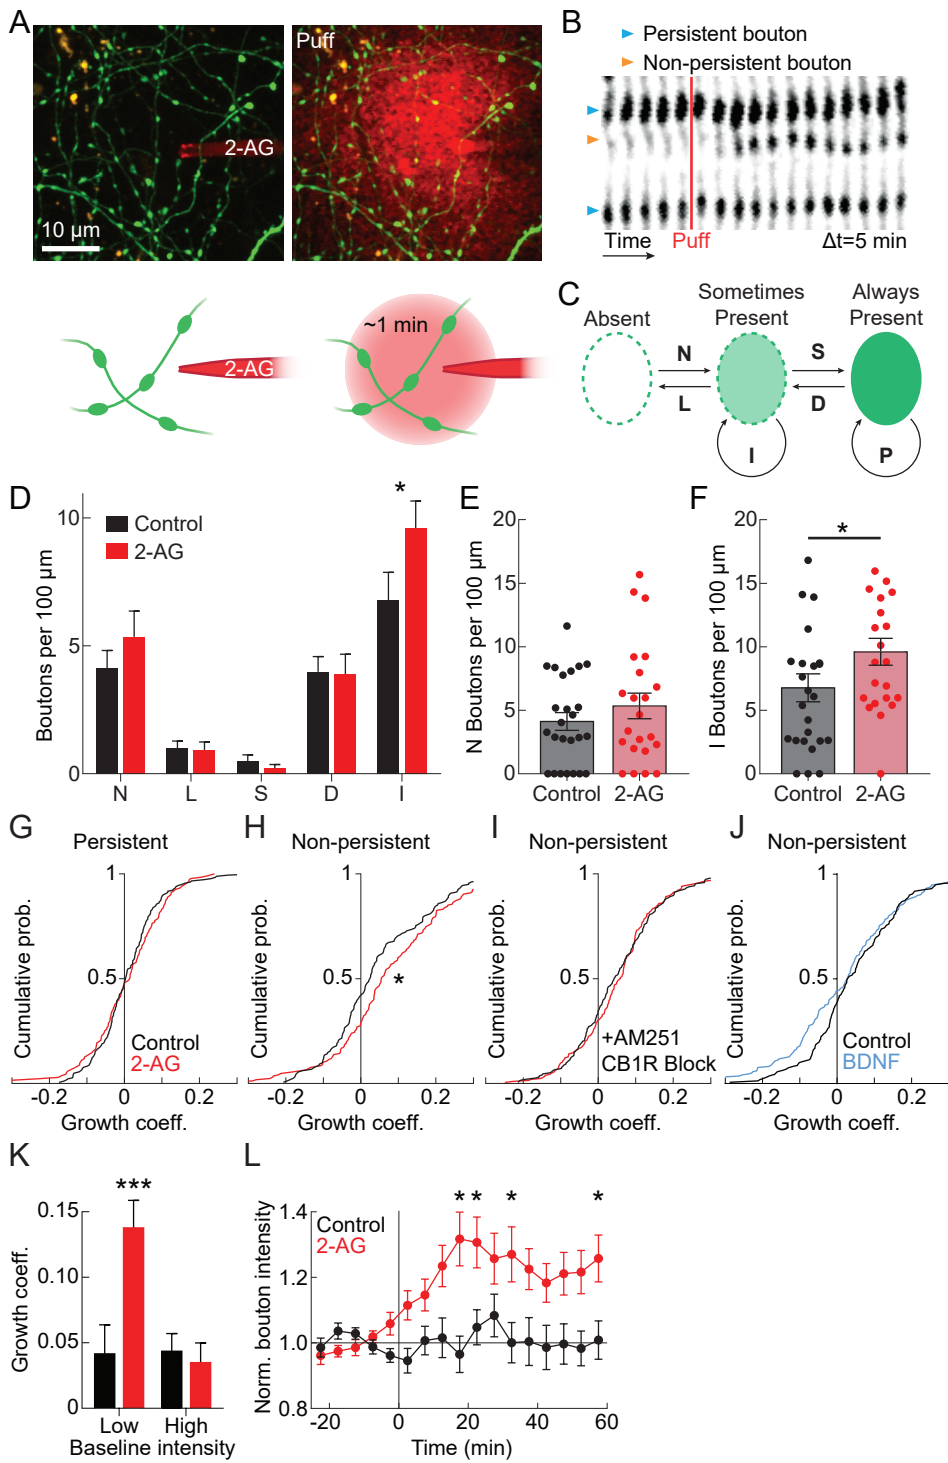 A
Puff
2-AG
10 µm
~1 min
2-AG
B
Persistent bouton
Non-persistent bouton
Time
Puff
Δt=5 min
C
Absent
Sometimes
Present
Always
Present
N
L
S
D
I
P
D
Boutons per 100 µm
10
5
0
Control
2-AG
*
N L S D I
E
N Boutons per 100 µm
20
15
10
5
0
Control 2-AG
F
I Boutons per 100 µm
20
15
10
5
0
*
Control 2-AG
G
Persistent
Cumulative prob.
1
0.5
Control
2-AG
-0.2 0 0.2
Growth coeff.
H
Non-persistent
Cumulative prob.
1
0.5
*
-0.2 0 0.2
Growth coeff.
I
Non-persistent
Cumulative prob.
1
0.5
+AM251
CB1R Block
-0.2 0 0.2
Growth coeff.
J
Non-persistent
Cumulative prob.
1
0.5
Control
BDNF
-0.2 0 0.2
Growth coeff.
K
Growth coeff.
0.15
0.10
0.05
0
***
Low High
Baseline intensity
L
Norm. bouton intensity
1.4
1.2
1.0
0.8
Control
2-AG
* * * *
-20 0 20 40 60
Time (min)